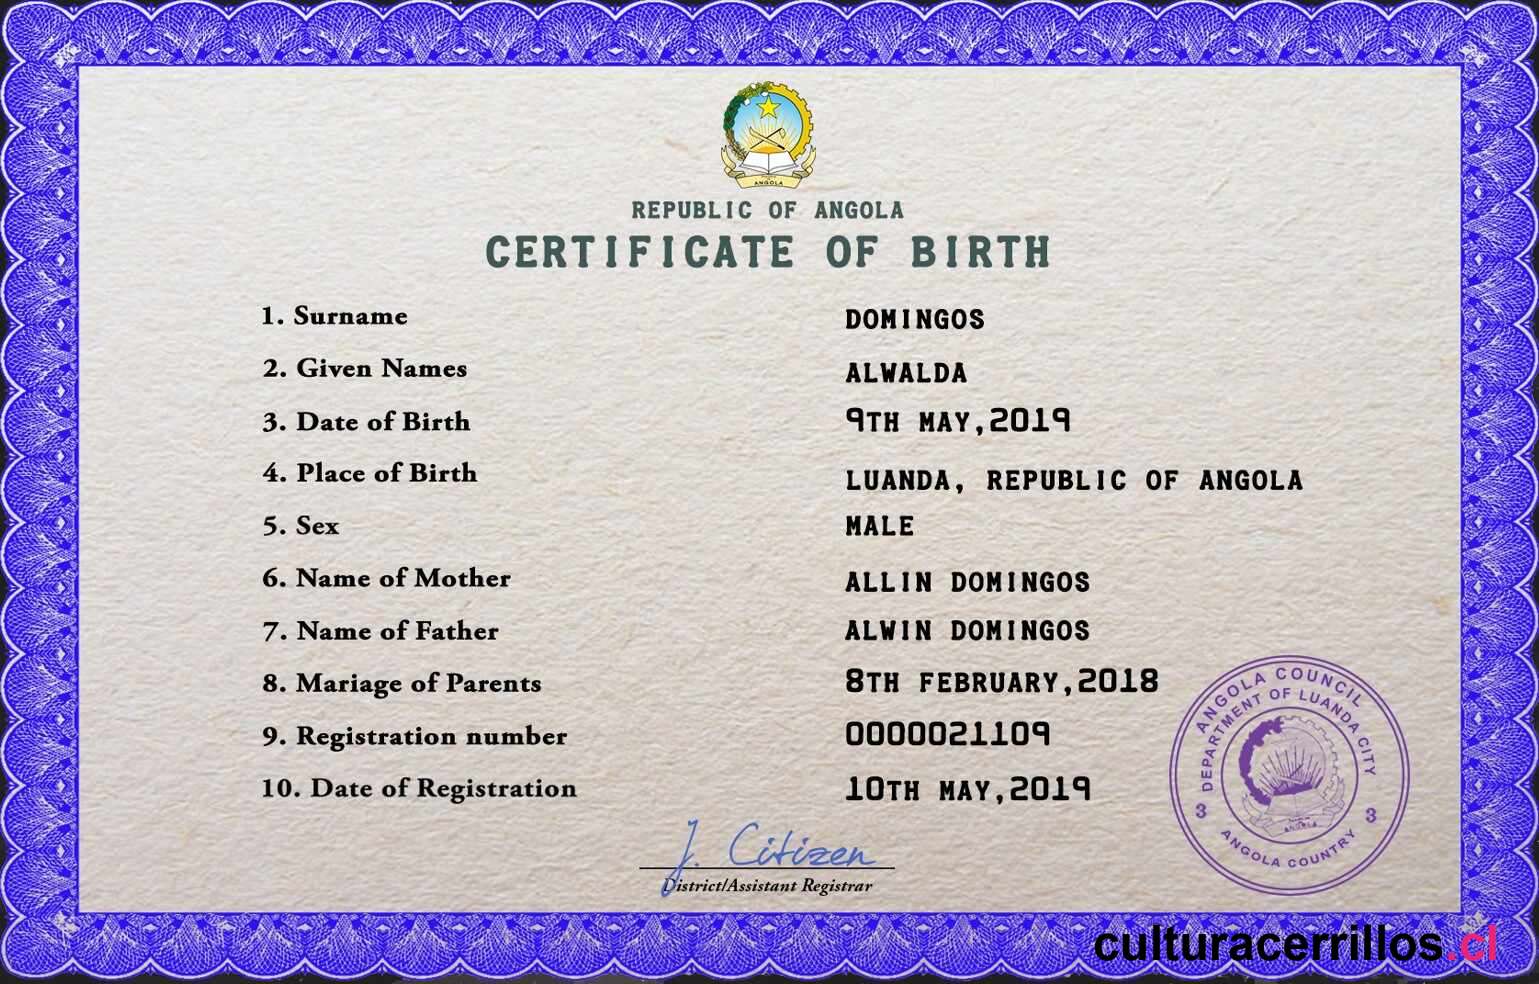 ANGOLA
REPUBLIC OF ANGOLA
CERTIFICATE OF BIRTH
1. Surname DOMINGOS
2. Given Names ALWALDA
3. Date of Birth 9TH MAY,2019
4. Place of Birth LUANDA, REPUBLIC OF ANGOLA
5. Sex MALE
6. Name of Mother ALLIN DOMINGOS
7. Name of Father ALWIN DOMINGOS
8. Mariage of Parents 8TH FEBRUARY,2018
9. Registration number 0000021109
10. Date of Registration 10TH MAY,2019
J. Citizen
District/Assistant Registrar
ANGOLA COUNCIL
DEPARTMENT OF LUANDA CITY
3 3
ANGOLA
ANGOLA COUNTRY
culturacerrillos.cl